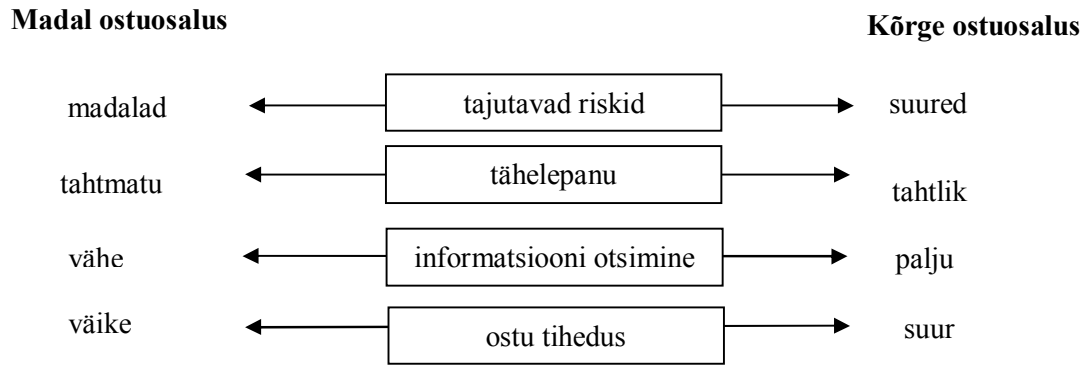 Madal ostuosalus
Kõrge ostuosalus
madalad tajutavad riskid suured
tahtmatu tähelepanu tahtlik
vähe informatsiooni otsimine palju
väike ostu tihedus suur